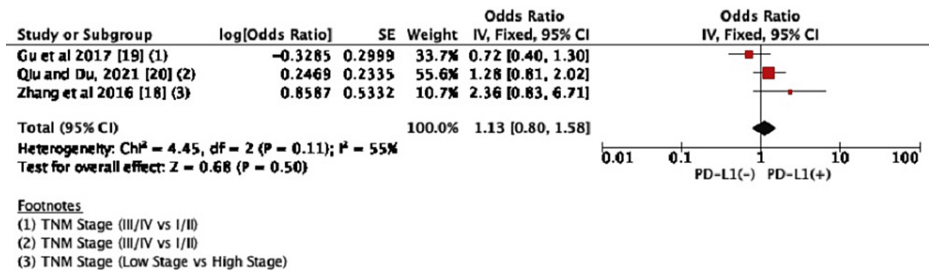 Odds Ratio Odds Ratio
Study or Subgroup log[Odds Ratio] SE Weight IV, Fixed, 95% CI IV, Fixed, 95% CI
Gu et al 2017 [19] (1) −0.3285 0.2999 33.7% 0.72 [0.40, 1.30]
Qiu and Du, 2021 [20] (2) 0.2469 0.2335 55.6% 1.28 [0.81, 2.02]
Zhang et al 2016 [18] (3) 0.8587 0.5332 10.7% 2.36 [0.83, 6.71]
Total (95% CI) 100.0% 1.13 [0.80, 1.58]
Heterogeneity: Chi² = 4.45, df = 2 (P = 0.11); I² = 55%
Test for overall effect: Z = 0.68 (P = 0.50)
0.01 0.1 1 10 100
PD-L1(-) PD-L1(+)
Footnotes
(1) TNM Stage (III/IV vs I/II)
(2) TNM Stage (III/IV vs I/II)
(3) TNM Stage (Low Stage vs High Stage)